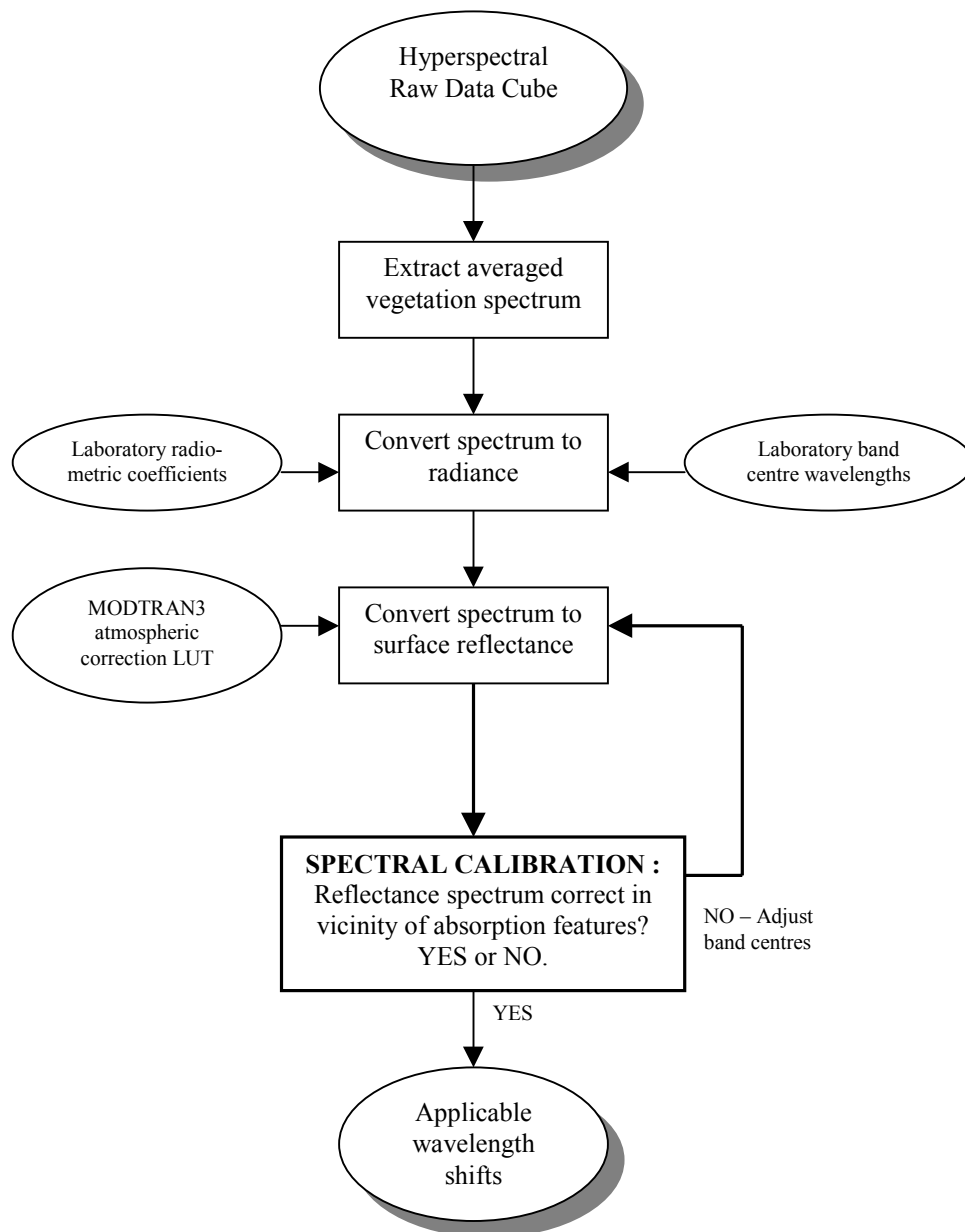 Hyperspectral
Raw Data Cube
Extract averaged
vegetation spectrum
Laboratory radio-
metric coefficients
Convert spectrum to
radiance
Laboratory band
centre wavelengths
MODTRAN3
atmospheric
correction LUT
Convert spectrum to
surface reflectance
SPECTRAL CALIBRATION :
Reflectance spectrum correct in
vicinity of absorption features?
YES or NO.
NO – Adjust
band centres
YES
Applicable
wavelength
shifts